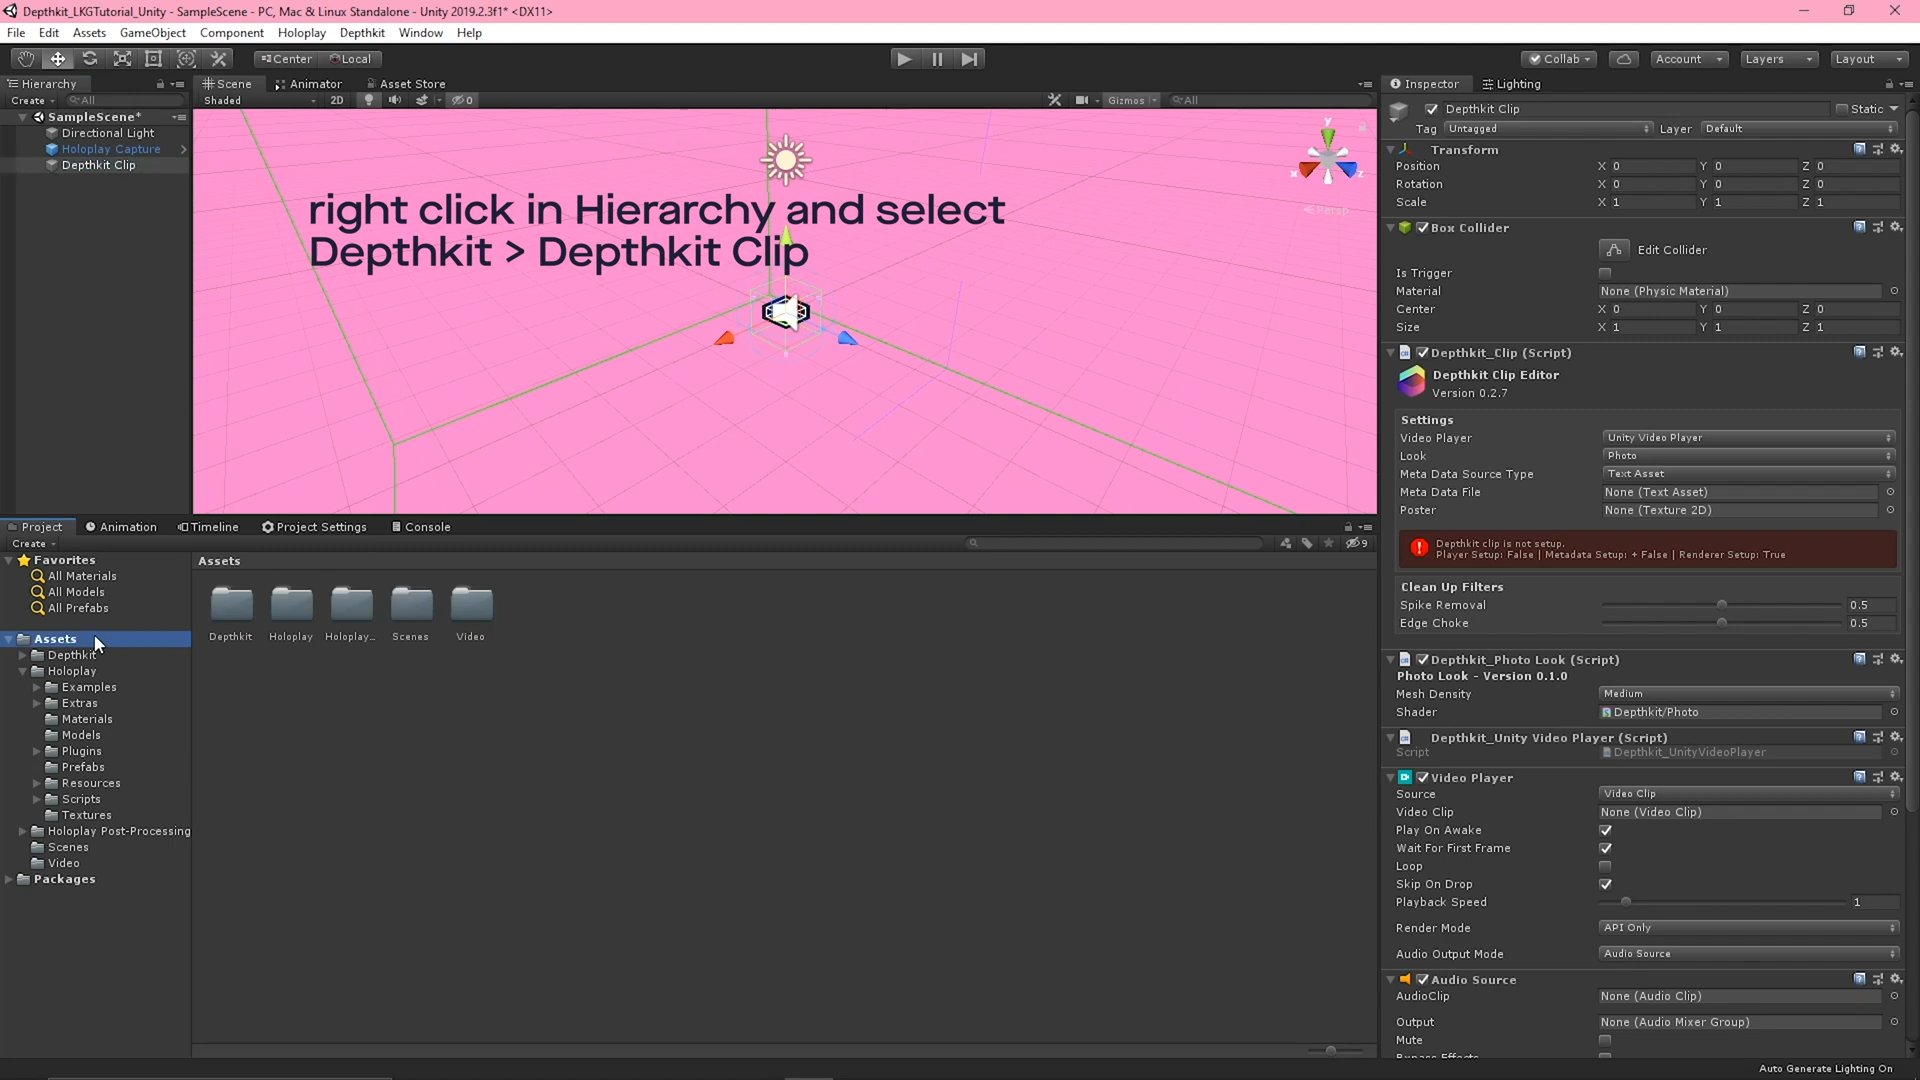 Depthkit_LKGTutorial_Unity - SampleScene - PC, Mac & Linux Standalone - Unity 2019.2.3f1* <DX11>
File Edit Assets GameObject Component Holoplay Depthkit Window Help
Center Local Collab Account Layers Layout
Hierarchy Scene Animator Asset Store Inspector Lighting
Create All Shaded 2D 0 Gizmos All
SampleScene*
Directional Light
Holoplay Capture
Depthkit Clip
y
x
z
Persp
right click in Hierarchy and select
Depthkit > Depthkit Clip
Depthkit Clip Static
Tag Untagged Layer Default
Transform
Position X 0 Y 0 Z 0
Rotation X 0 Y 0 Z 0
Scale X 1 Y 1 Z 1
Box Collider
Edit Collider
Is Trigger
Material None (Physic Material)
Center X 0 Y 0 Z 0
Size X 1 Y 1 Z 1
Depthkit_Clip (Script)
Depthkit Clip Editor
Version 0.2.7
Settings
Video Player Unity Video Player
Look Photo
Meta Data Source Type Text Asset
Meta Data File None (Text Asset)
Poster None (Texture 2D)
Depthkit clip is not setup.
Player Setup: False | Metadata Setup: + False | Renderer Setup: True
Clean Up Filters
Spike Removal 0.5
Edge Choke 0.5
Depthkit_Photo Look (Script)
Photo Look - Version 0.1.0
Mesh Density Medium
Shader Depthkit/Photo
Depthkit_Unity Video Player (Script)
Script Depthkit_UnityVideoPlayer
Video Player
Source Video Clip
Video Clip None (Video Clip)
Play On Awake
Wait For First Frame
Loop
Skip On Drop
Playback Speed 1
Render Mode API Only
Audio Output Mode Audio Source
Audio Source
AudioClip None (Audio Clip)
Output None (Audio Mixer Group)
Mute
Bypass Effects
Project Animation Timeline Project Settings Console
Create 9
Favorites
All Materials
All Models
All Prefabs
Assets
Depthkit
Holoplay
Examples
Extras
Materials
Models
Plugins
Prefabs
Resources
Scripts
Textures
Holoplay Post-Processing
Scenes
Video
Packages
Assets
Depthkit Holoplay Holoplay... Scenes Video
Auto Generate Lighting On